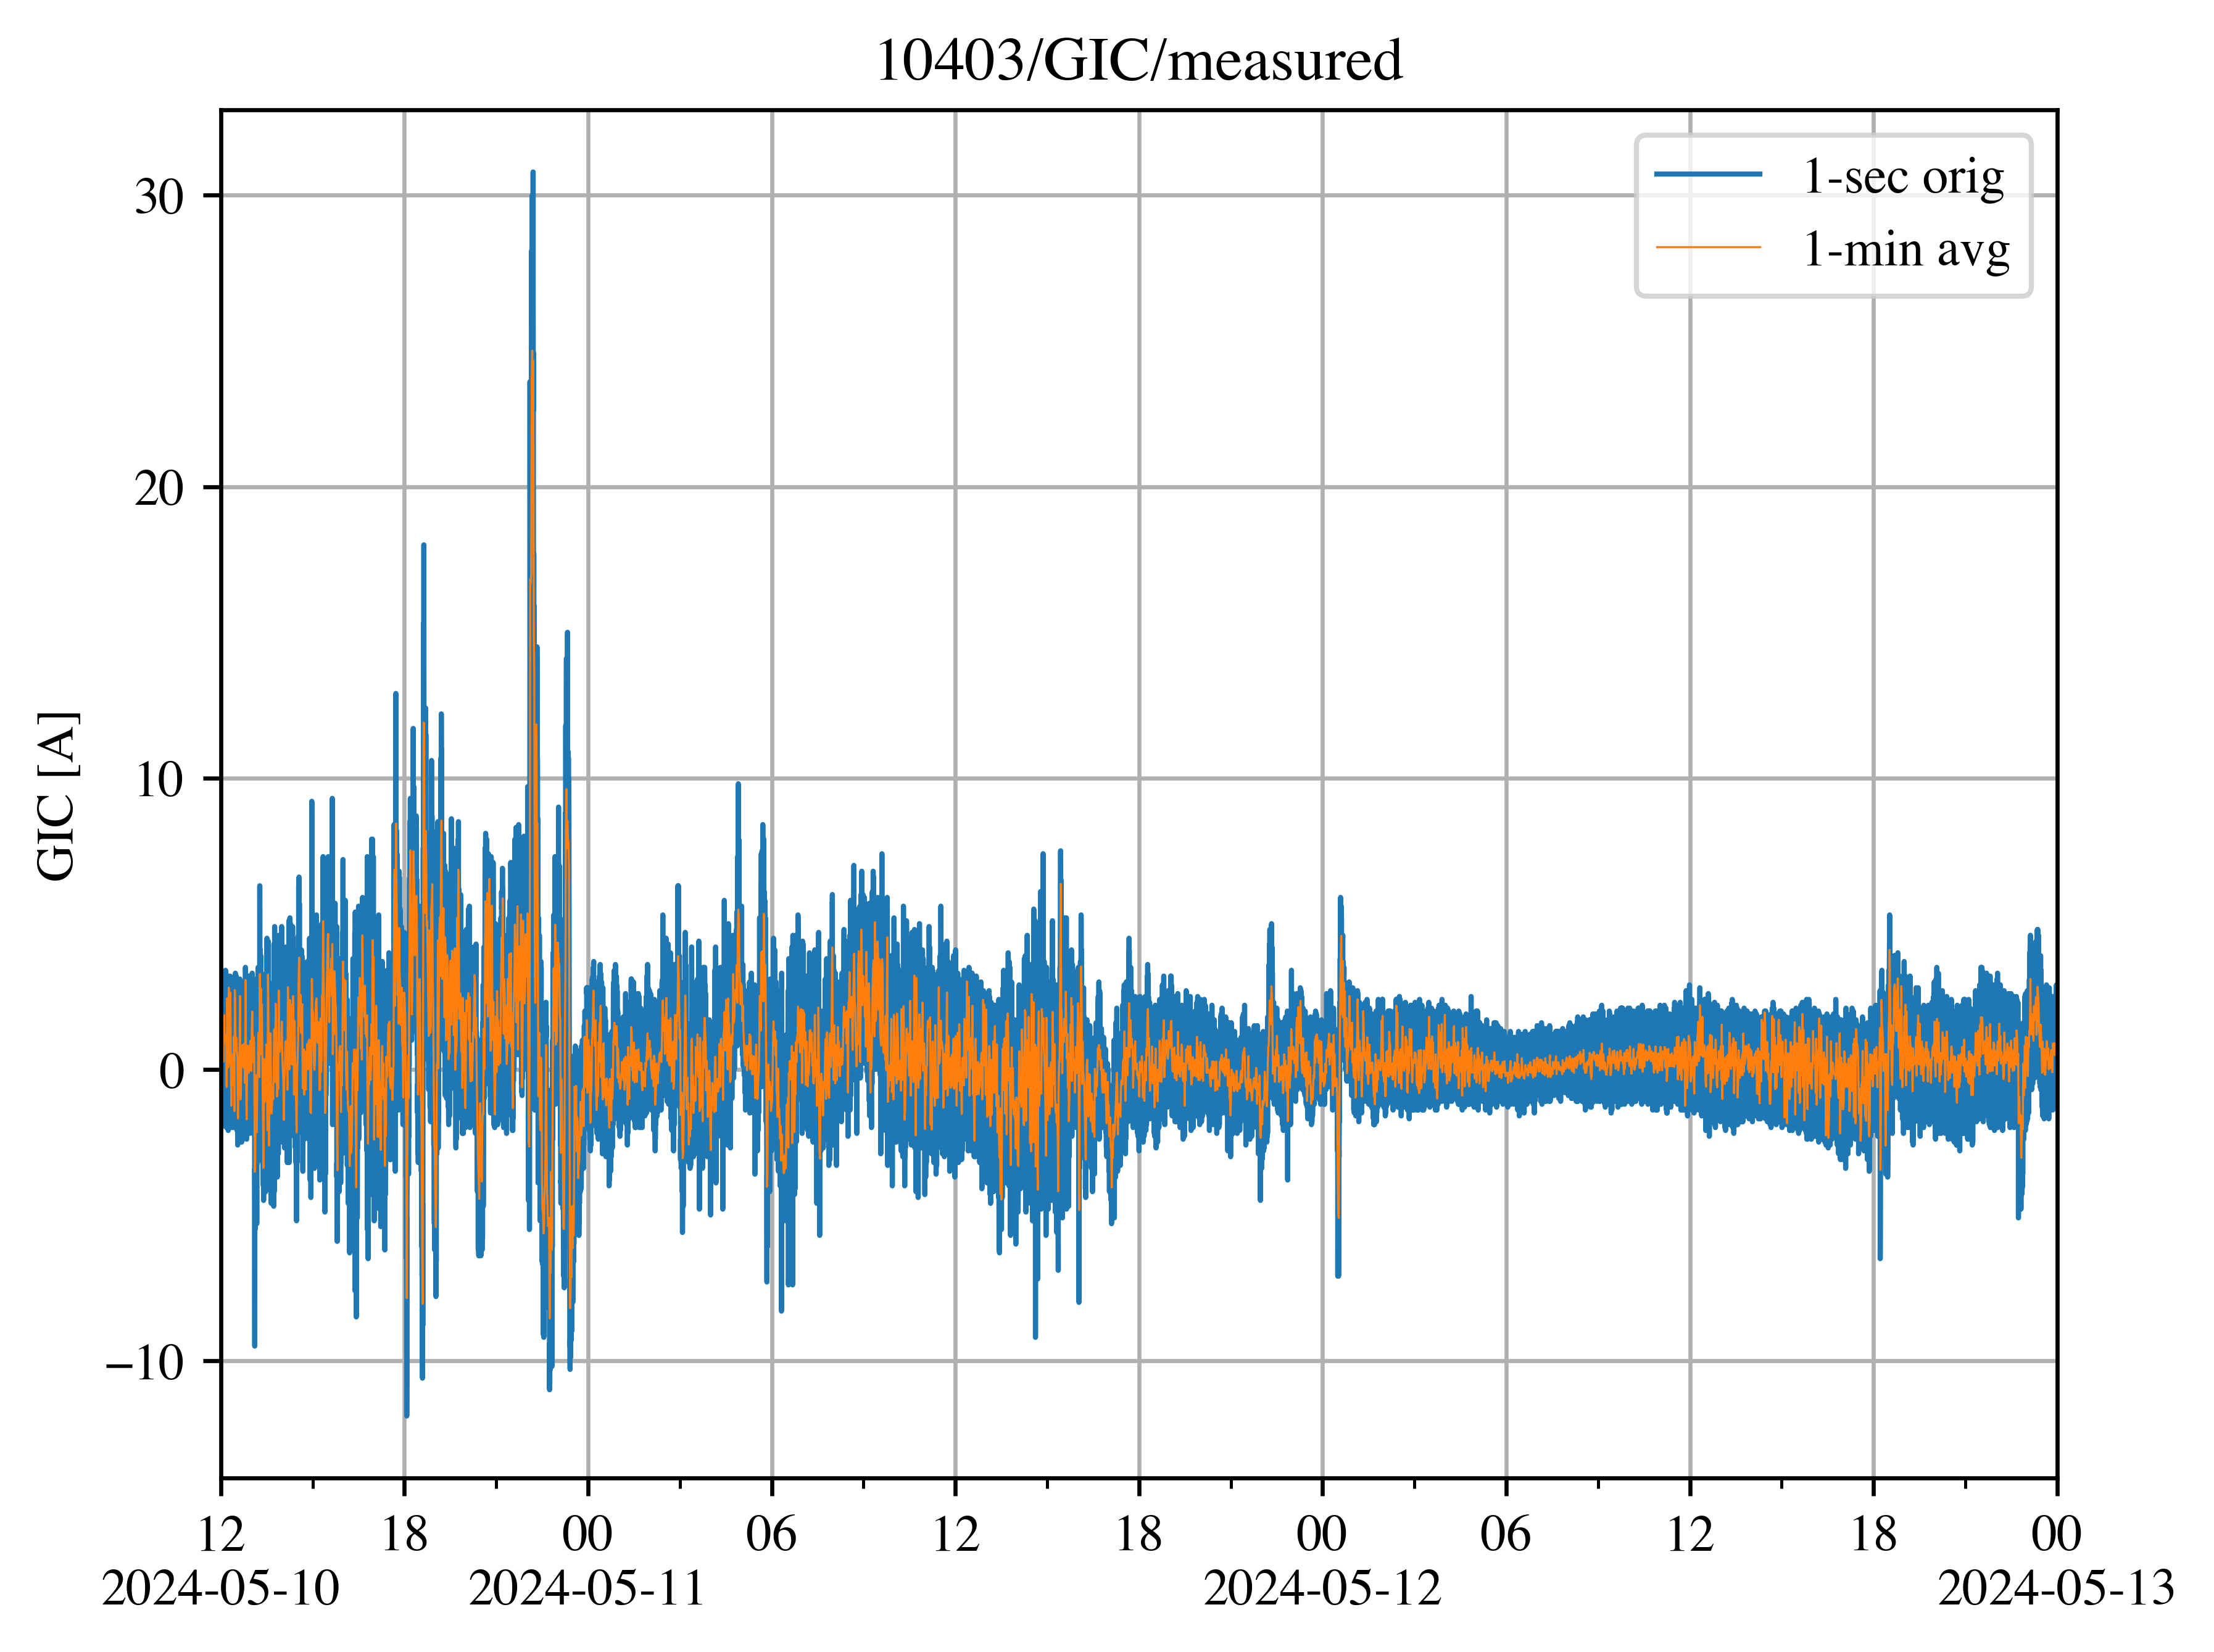 10403/GIC/measured
1-sec orig
1-min avg
GIC [A]
30
20
10
0
−10
12 18 00 06 12 18 00 06 12 18 00
2024-05-10 2024-05-11 2024-05-12 2024-05-13